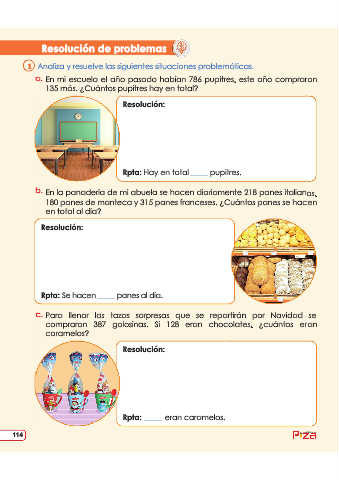 Resolución de problemas
1 Analiza y resuelve las siguientes situaciones problemáticas.
a. En mi escuela el año pasado habían 786 pupitres, este año compraron
135 más. ¿Cuántos pupitres hay en total?
Resolución:
Rpta: Hay en total ____ pupitres.
b. En la panadería de mi abuela se hacen diariamente 218 panes italianos,
180 panes de manteca y 315 panes franceses. ¿Cuántos panes se hacen
en total al día?
Resolución:
Rpta: Se hacen ____ panes al día.
c. Para llenar las tazas sorpresas que se repartirán por Navidad se
compraron 387 golosinas. Si 128 eran chocolates, ¿cuántos eran
caramelos?
Resolución:
Rpta: ____ eran caramelos.
114